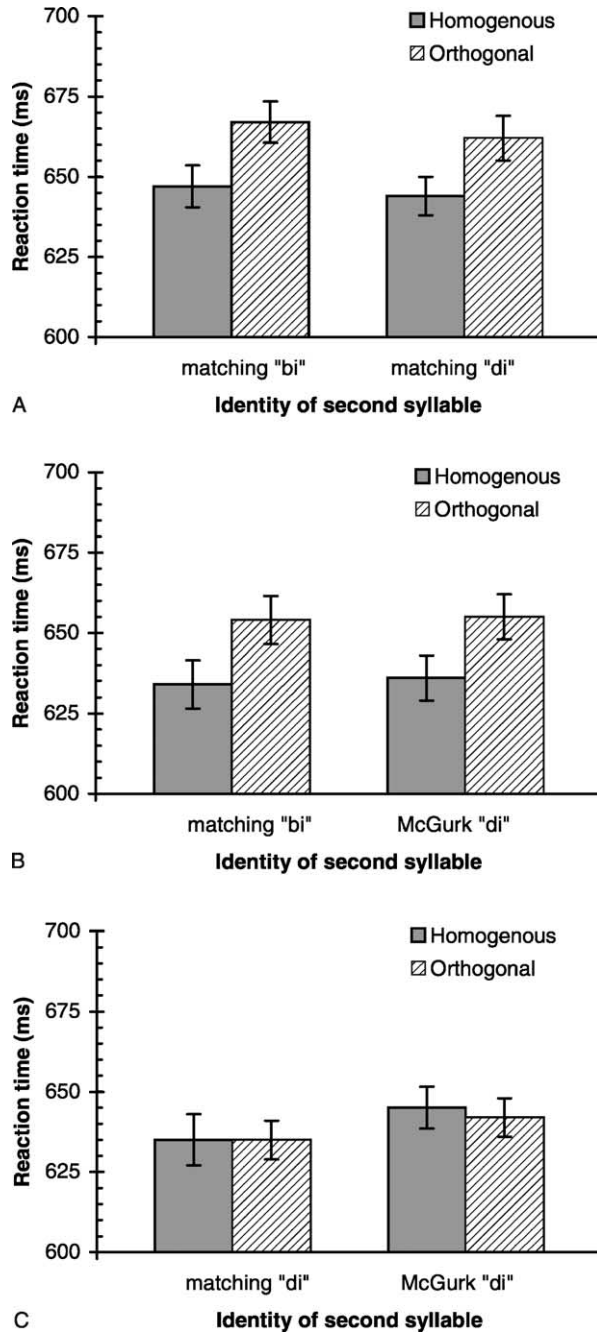 700
Homogenous
Orthogonal
675
650
625
600
Reaction time (ms)
matching "bi" matching "di"
A Identity of second syllable
700
Homogenous
Orthogonal
675
650
625
600
Reaction time (ms)
matching "bi" McGurk "di"
B Identity of second syllable
700
Homogenous
Orthogonal
675
650
625
600
Reaction time (ms)
matching "di" McGurk "di"
C Identity of second syllable